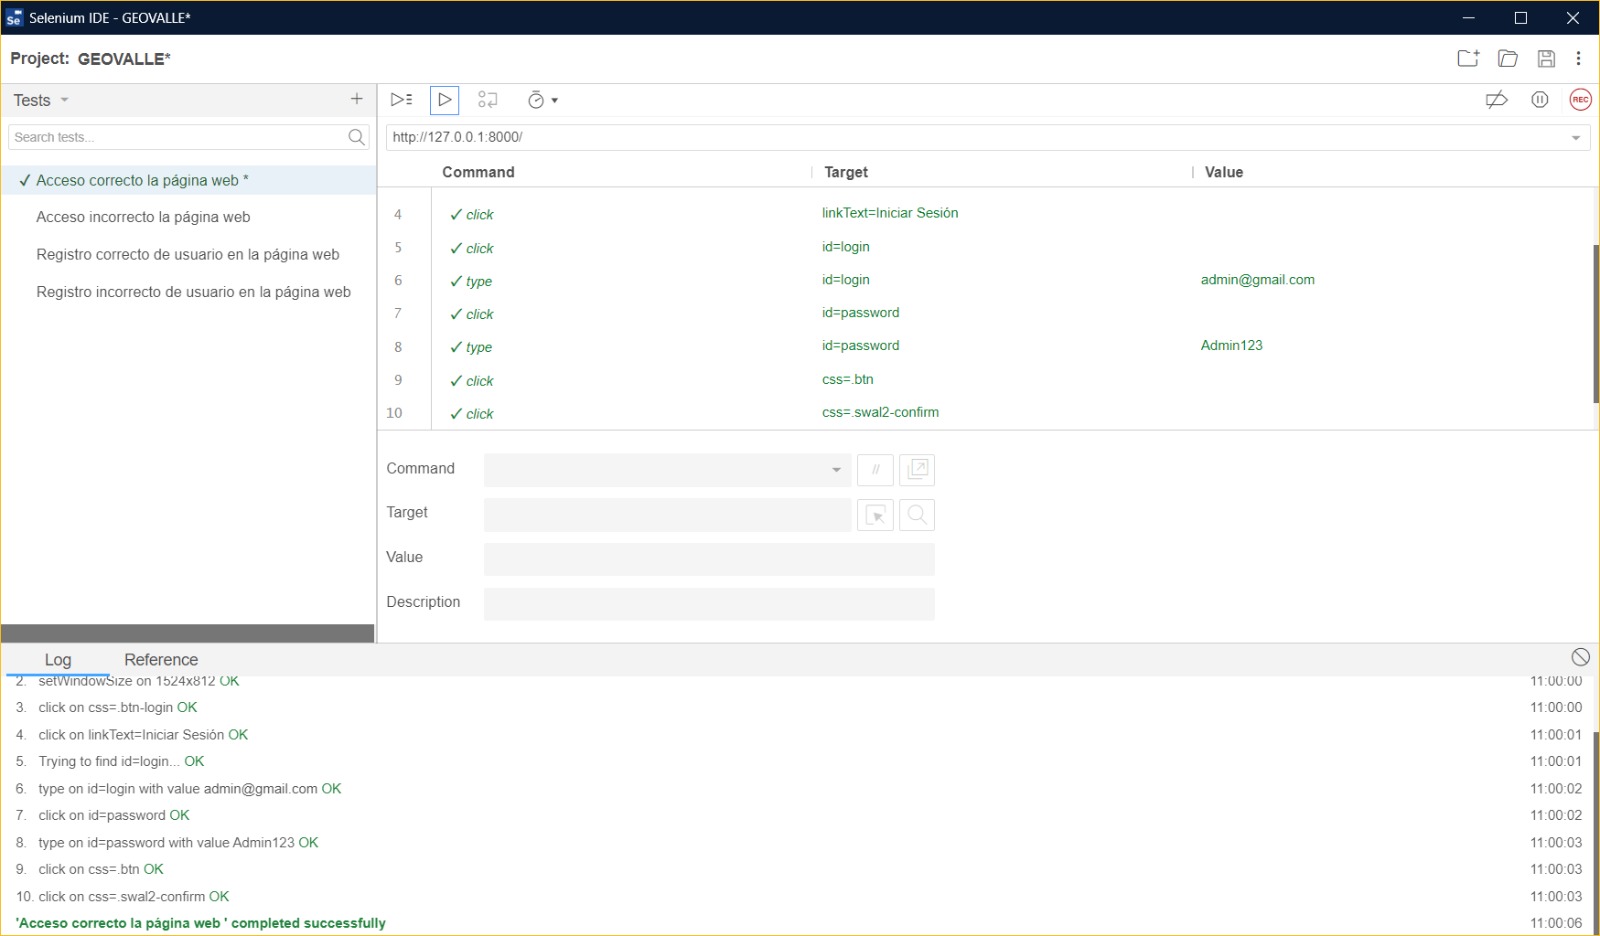 Selenium IDE - GEOVALLE*
Project: GEOVALLE*
Tests
Search tests...
✓ Acceso correcto la página web *
Acceso incorrecto la página web
Registro correcto de usuario en la página web
Registro incorrecto de usuario en la página web
REC
http://127.0.0.1:8000/
Command Target Value
4 ✓ click linkText=Iniciar Sesión
5 ✓ click id=login
6 ✓ type id=login admin@gmail.com
7 ✓ click id=password
8 ✓ type id=password Admin123
9 ✓ click css=.btn
10 ✓ click css=.swal2-confirm
Command //
Target
Value
Description
Log Reference
2. setWindowSize on 1524x812 OK 11:00:00
3. click on css=.btn-login OK 11:00:00
4. click on linkText=Iniciar Sesión OK 11:00:01
5. Trying to find id=login... OK 11:00:01
6. type on id=login with value admin@gmail.com OK 11:00:02
7. click on id=password OK 11:00:02
8. type on id=password with value Admin123 OK 11:00:03
9. click on css=.btn OK 11:00:03
10. click on css=.swal2-confirm OK 11:00:03
'Acceso correcto la página web ' completed successfully 11:00:06